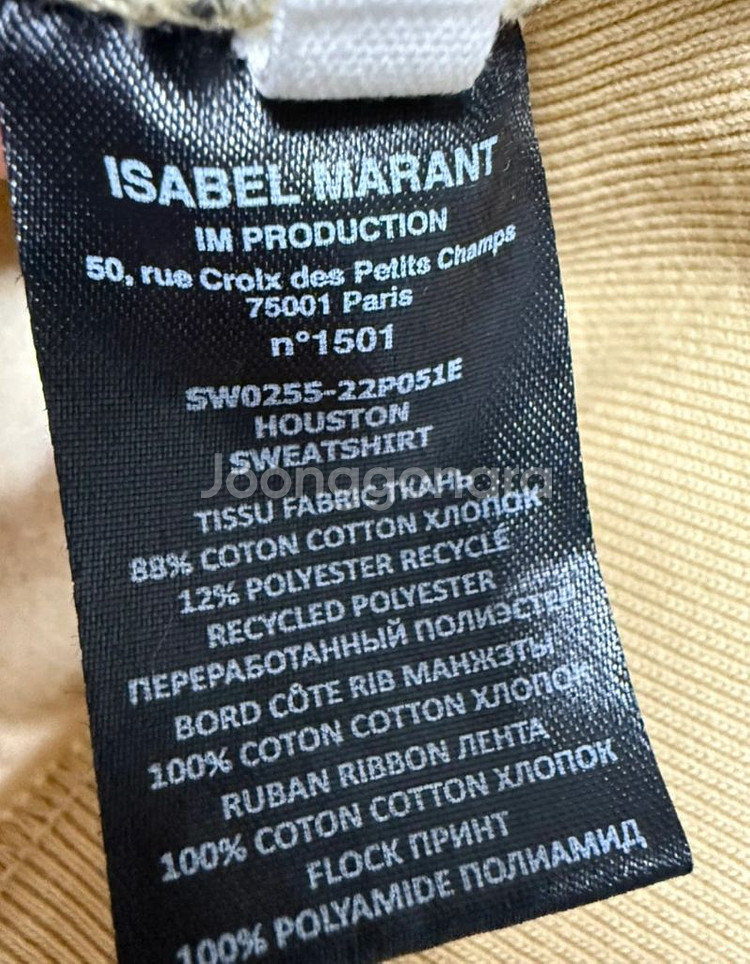 ISABEL MARANT
IM PRODUCTION
50, rue Croix des Petits Champs
75001 Paris
n°1501
SW0255-22P051E
HOUSTON
SWEATSHIRT
Joonggonara
TISSU FABRIC ТКАНЬ
88% COTON COTTON ХЛОПОК
12% POLYESTER RECYCLÉ
RECYCLED POLYESTER
ПЕРЕРАБОТАННЫЙ ПОЛИЭСТЕР
BORD CÔTE RIB МАНЖЭТЫ
100% COTON COTTON ХЛОПОК
RUBAN RIBBON ЛЕНТА
100% COTON COTTON ХЛОПОК
FLOCK ПРИНТ
100% POLYAMIDE ПОЛИАМИД